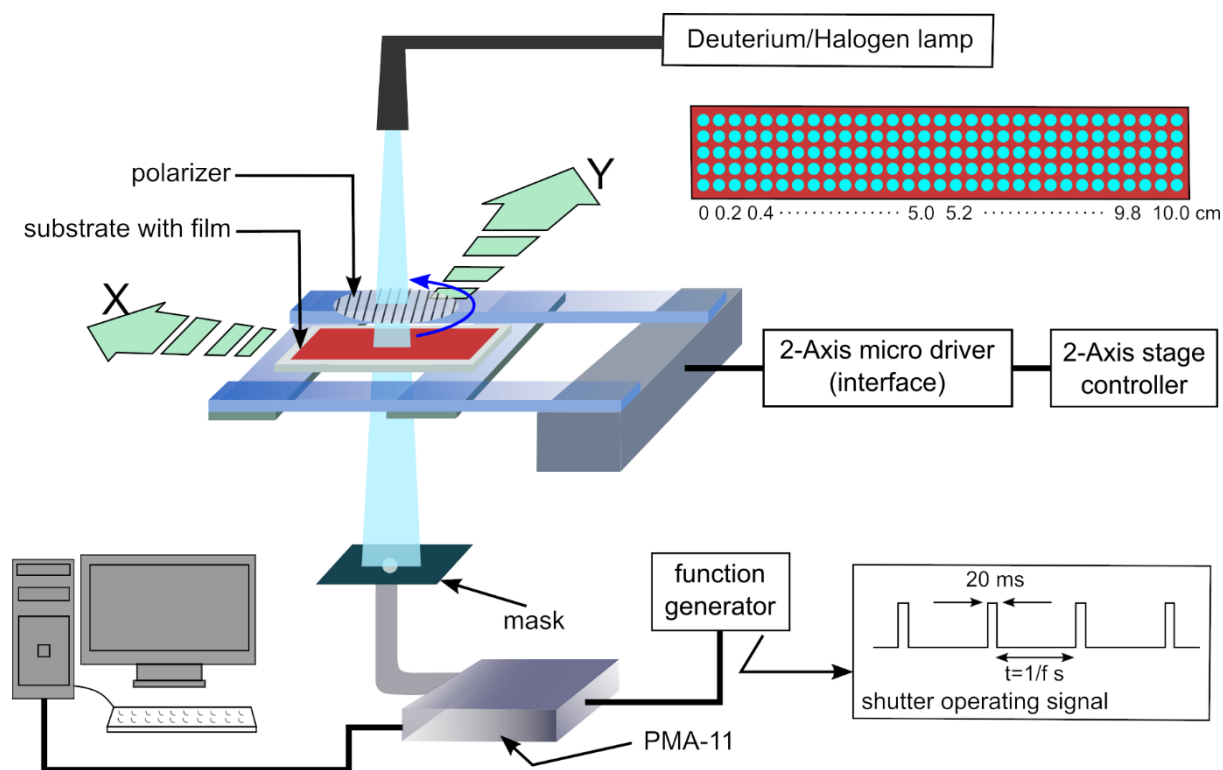 Deuterium/Halogen lamp
polarizer
substrate with film
Y
X
0 0.2 0.4 ·················· 5.0 5.2 ·················· 9.8 10.0 cm
2-Axis micro driver
(interface)
2-Axis stage
controller
function
generator
mask
PMA-11
20 ms
t=1/f s
shutter operating signal